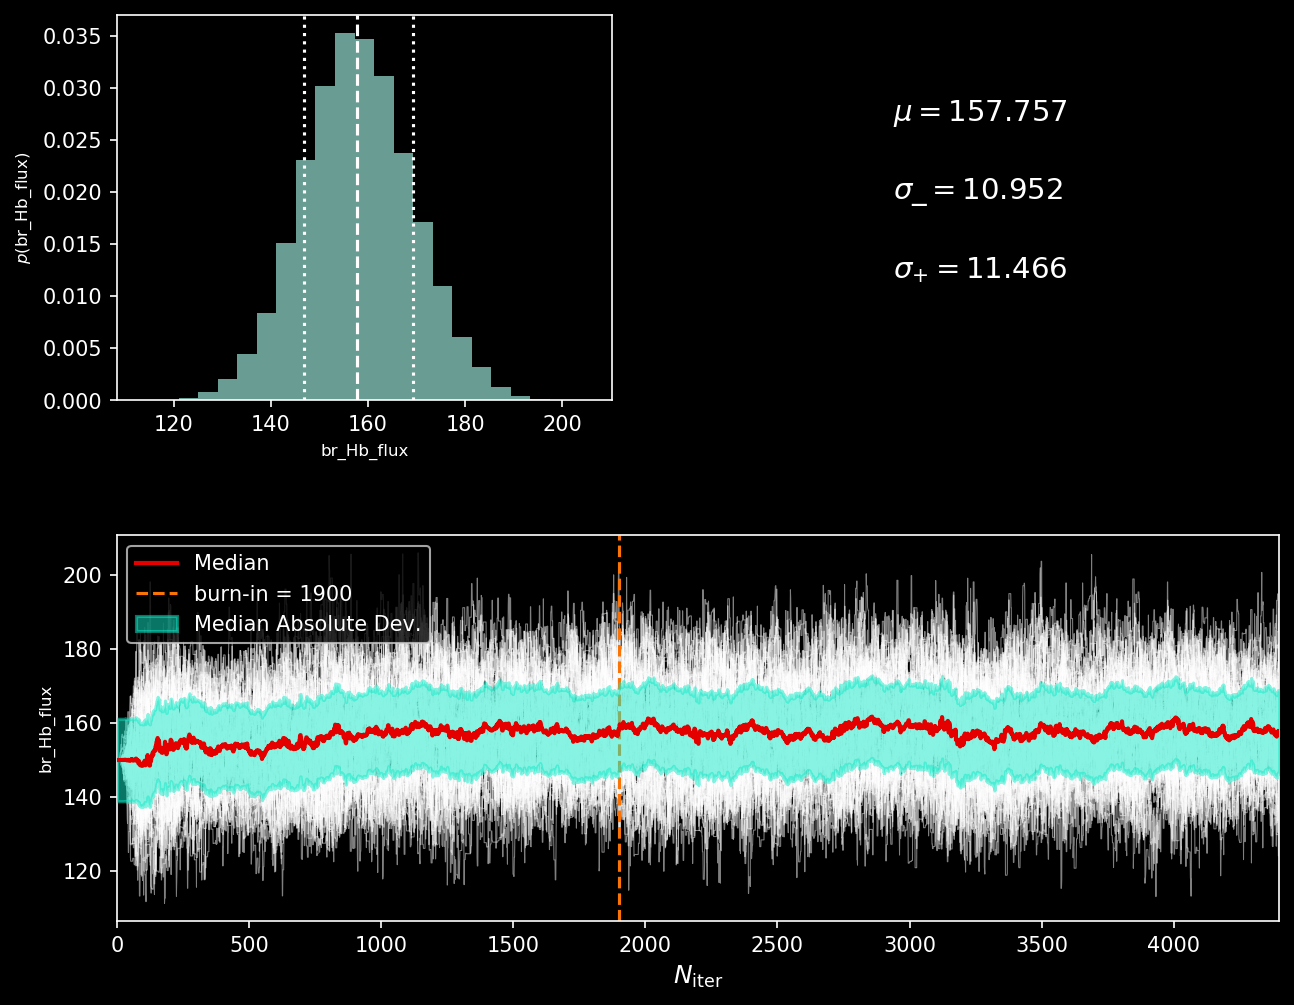 0.035
0.030
0.025
0.020
0.015
0.010
0.005
0.000
p(br_Hb_flux)
120 140 160 180 200
br_Hb_flux
μ = 157.757
σ₋ = 10.952
σ₊ = 11.466
Median
burn-in = 1900
Median Absolute Dev.
200
180
160
140
120
br_Hb_flux
0 500 1000 1500 2000 2500 3000 3500 4000
N_iter